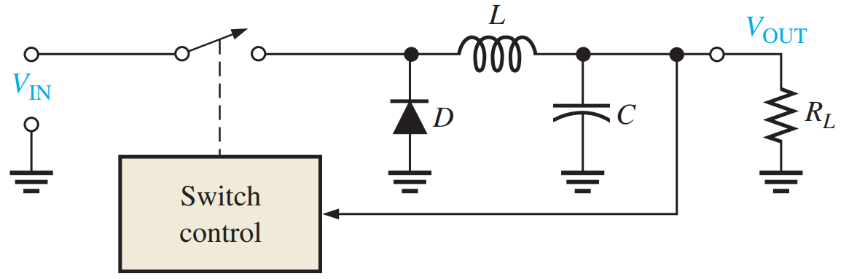 L
V_OUT
V_IN
D
C
R_L
Switch
control